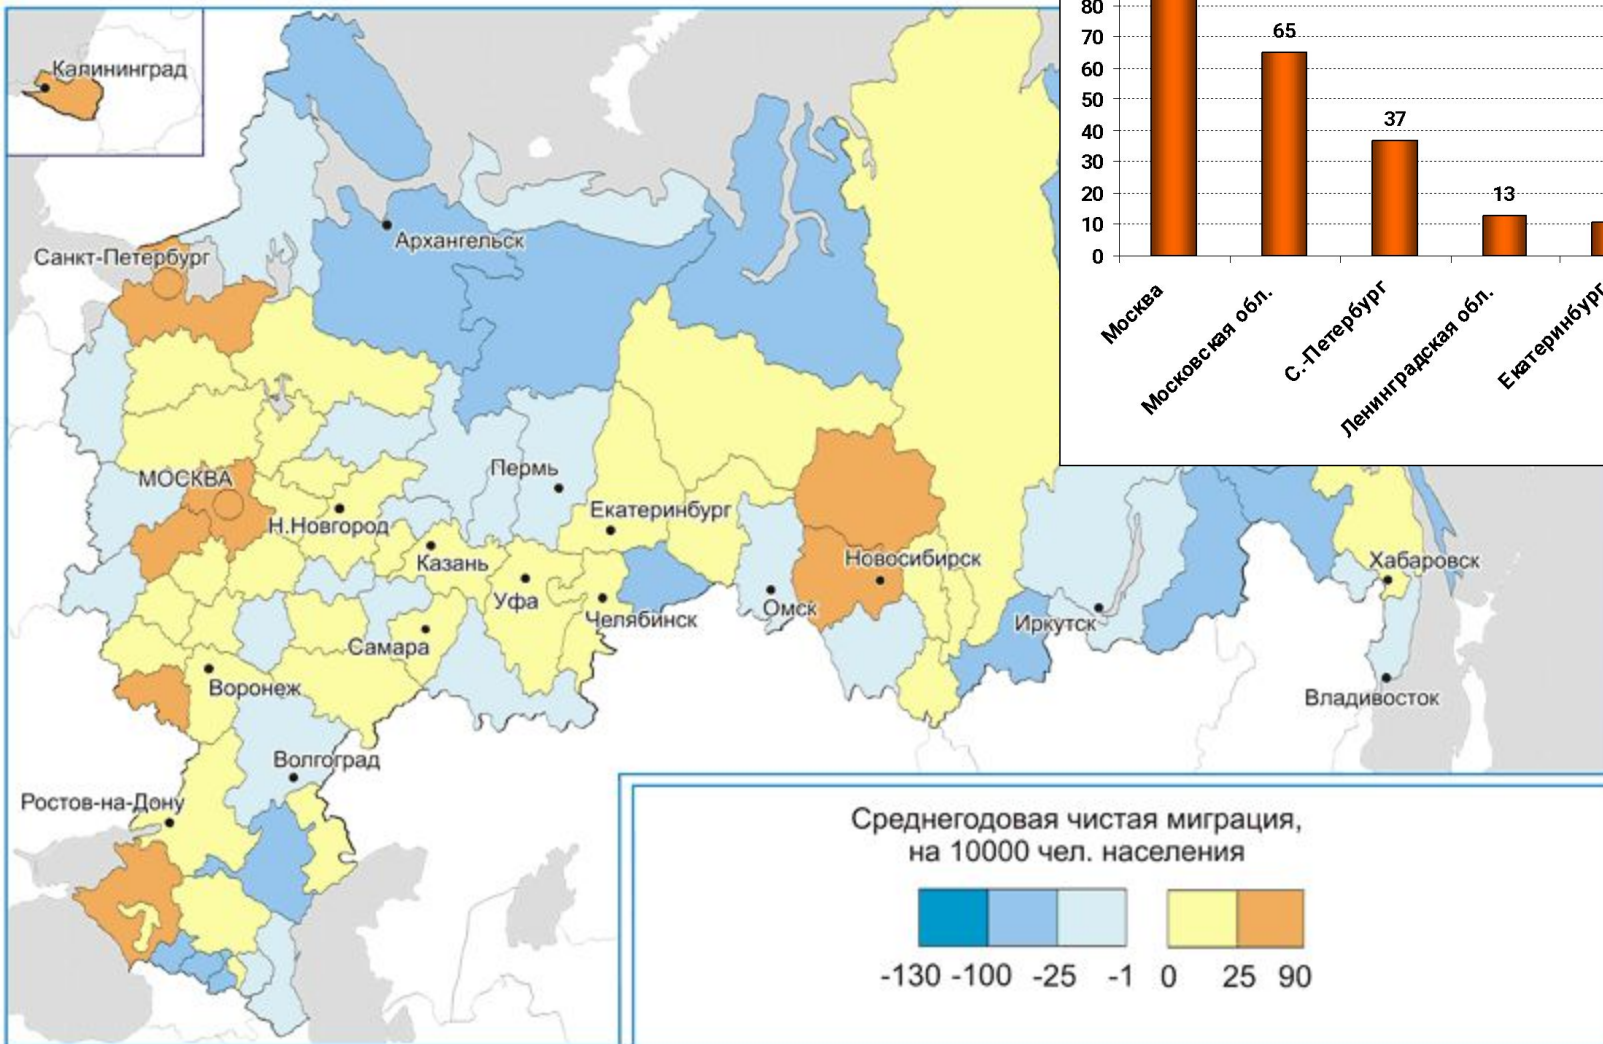 Калининград
Санкт-Петербург
Архангельск
МОСКВА
Н.Новгород
Пермь
Екатеринбург
Казань
Уфа
Челябинск
Самара
Воронеж
Волгоград
Ростов-на-Дону
Омск
Новосибирск
Иркутск
Хабаровск
Владивосток
80
70
60
50
40
30
20
10
0
65
37
13
Москва
Московская обл.
С.-Петербург
Ленинградская обл.
Екатеринбург
Среднегодовая чистая миграция,
на 10000 чел. населения
-130 -100 -25 -1 0 25 90